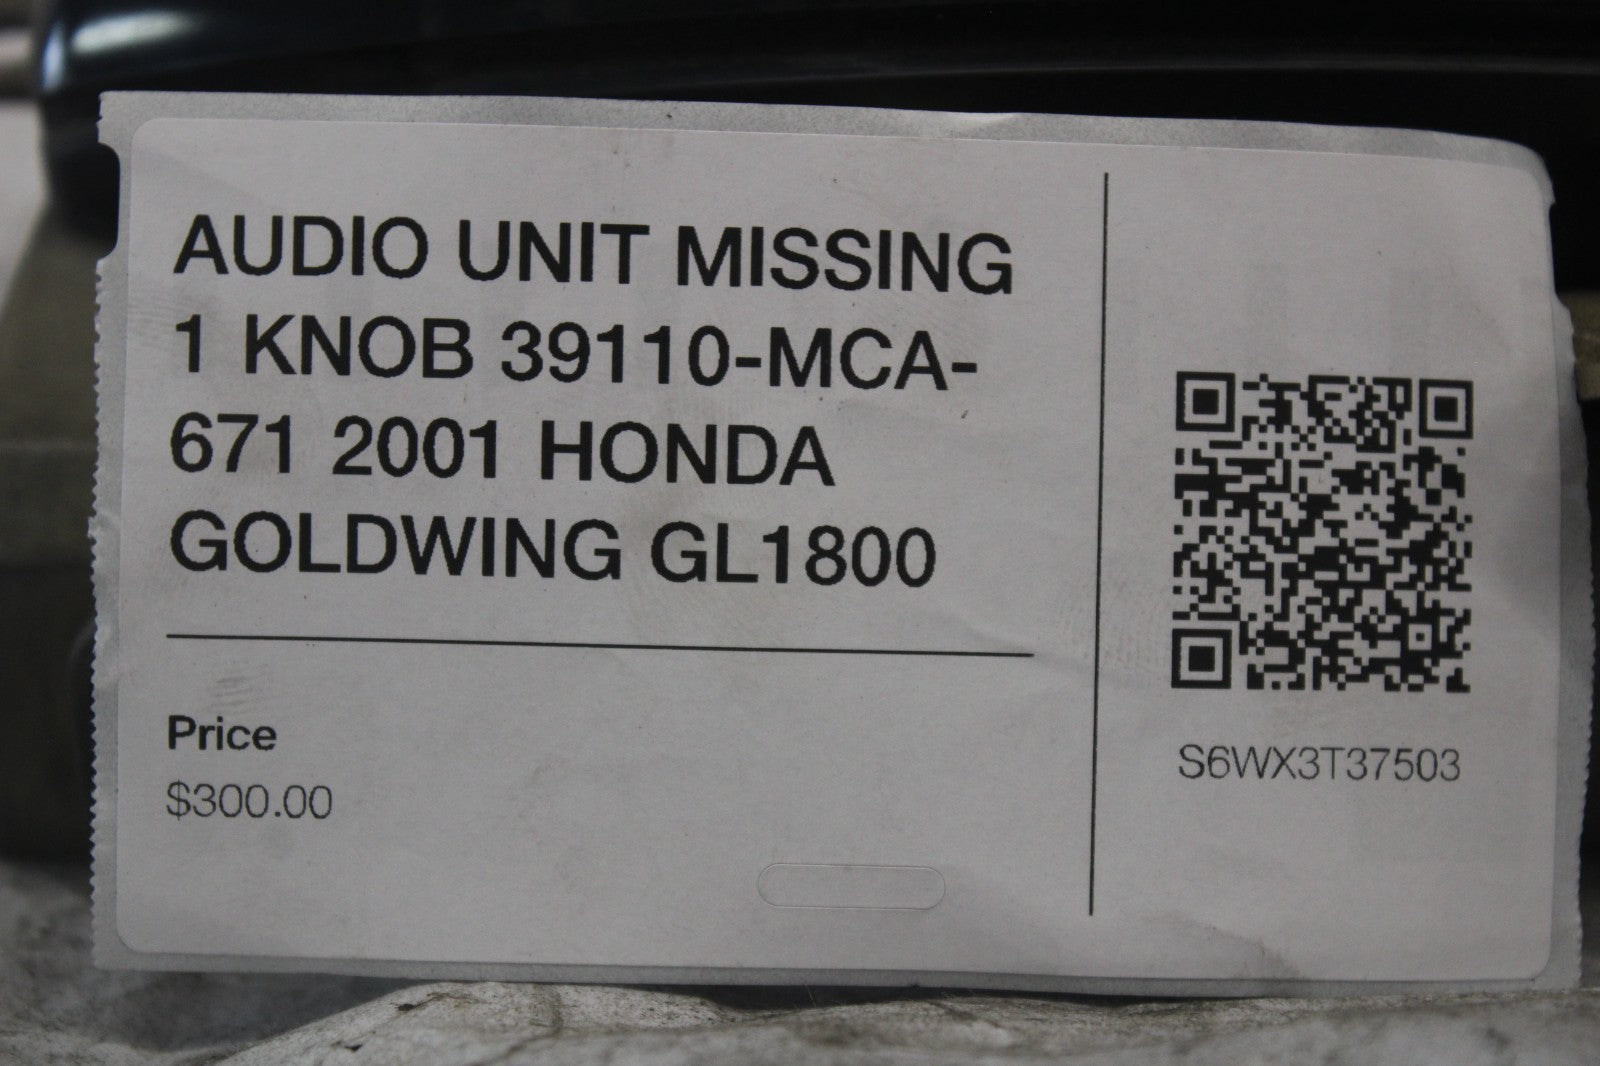 AUDIO UNIT MISSING
1 KNOB 39110-MCA-
671 2001 HONDA
GOLDWING GL1800
Price
$300.00
S6WX3T37503